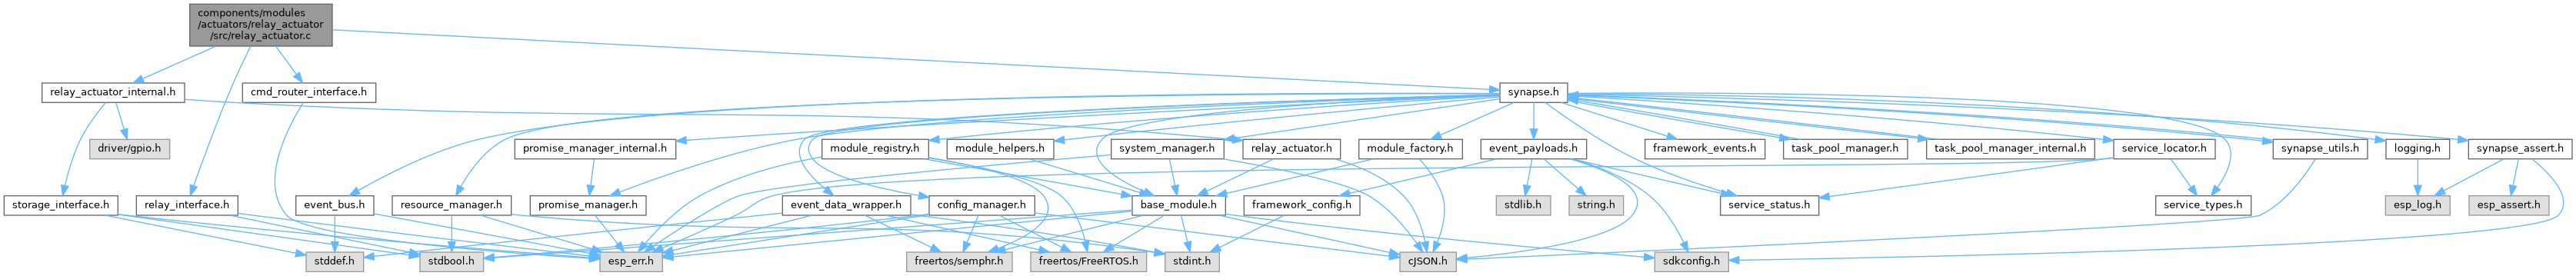 components/modules
/actuators/relay_actuator
/src/relay_actuator.c
relay_actuator_internal.h
cmd_router_interface.h
synapse.h
driver/gpio.h
promise_manager_internal.h
module_registry.h
module_helpers.h
system_manager.h
relay_actuator.h
module_factory.h
event_payloads.h
framework_events.h
task_pool_manager.h
task_pool_manager_internal.h
service_locator.h
synapse_utils.h
logging.h
synapse_assert.h
storage_interface.h
relay_interface.h
event_bus.h
resource_manager.h
promise_manager.h
event_data_wrapper.h
config_manager.h
base_module.h
framework_config.h
stdlib.h
string.h
service_status.h
service_types.h
esp_log.h
esp_assert.h
stddef.h
stdbool.h
esp_err.h
freertos/semphr.h
freertos/FreeRTOS.h
stdint.h
cJSON.h
sdkconfig.h